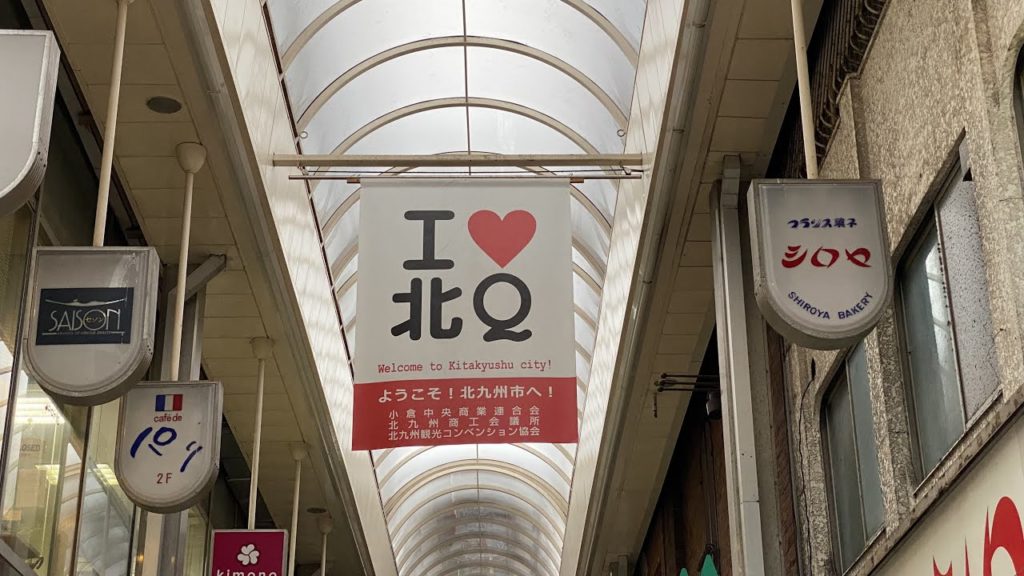 I ❤ 
北Q
Welcome to Kitakyushu city!
ようこそ！北九州市へ！
小倉中央商業連合会
北九州商工会議所
北九州観光コンベンション協会
SAISON
café de
パリ
2F
kimono
フランス菓子
シロヤ
SHIROYA BAKERY